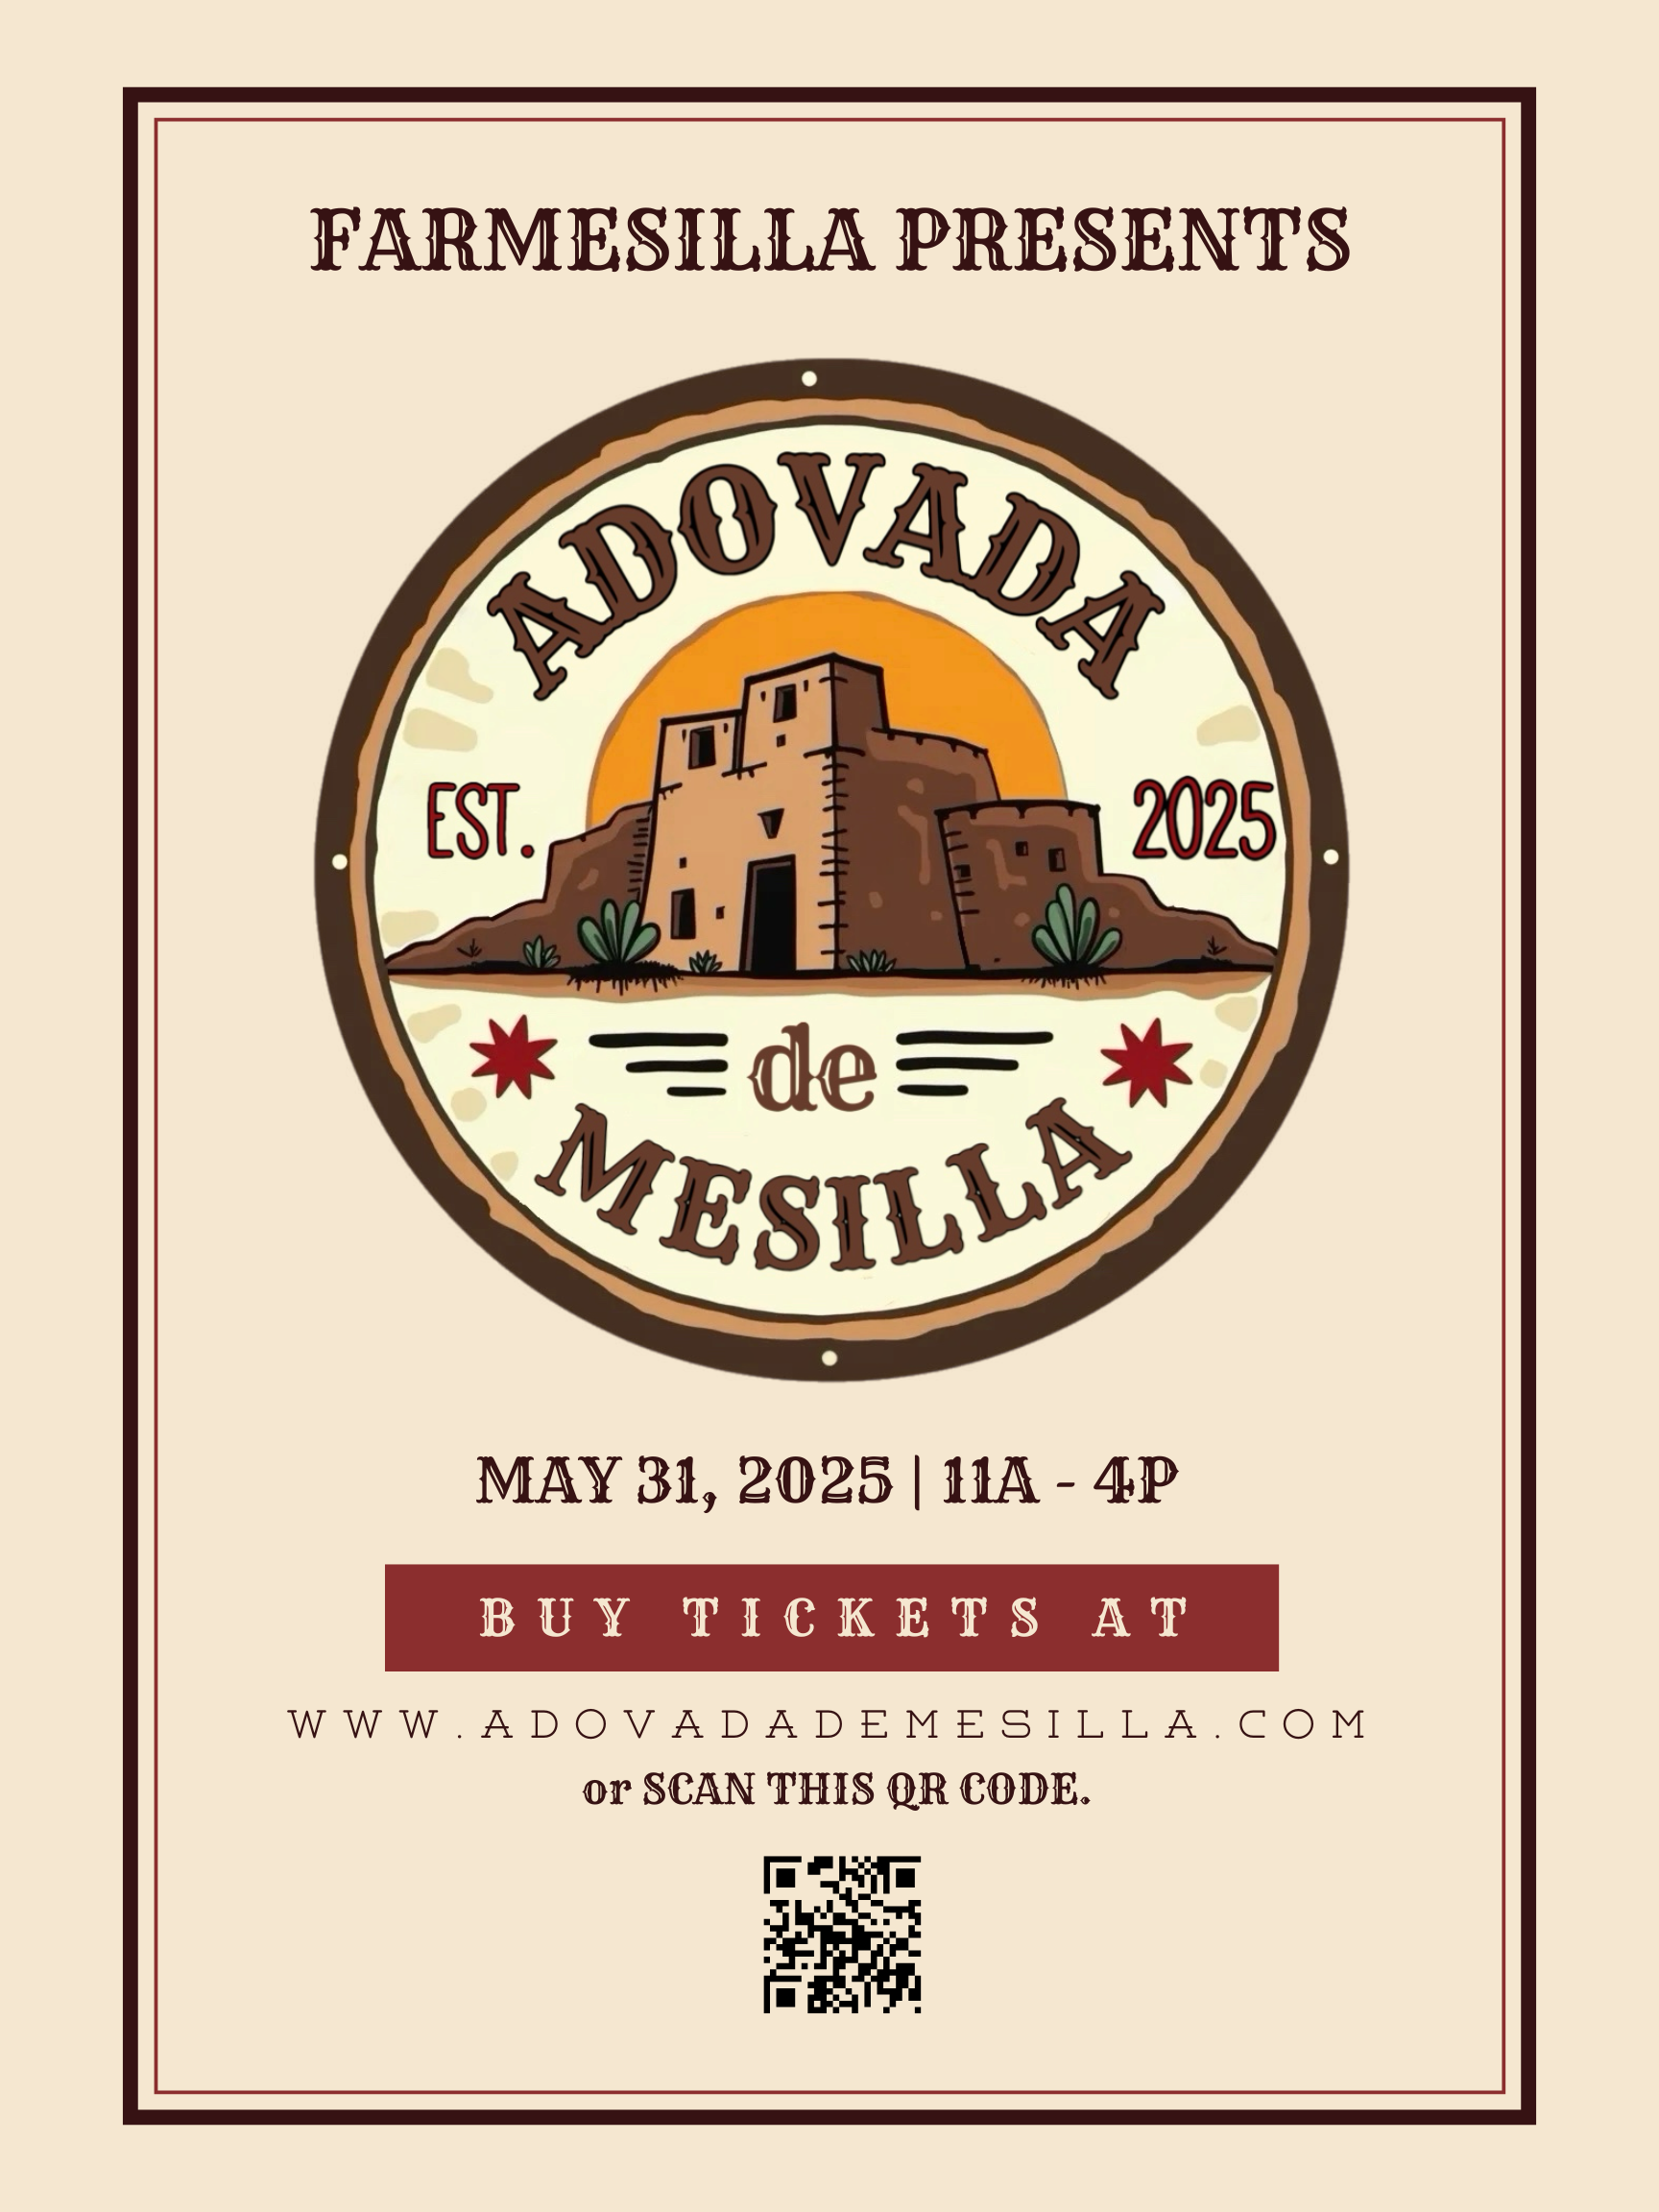 FARMESILLA PRESENTS
ADOVADA
EST. 2025
de
MESILLA
MAY 31, 2025 | 11A - 4P
BUY TICKETS AT
WWW.ADOVADADEMESILLA.COM
or SCAN THIS QR CODE.